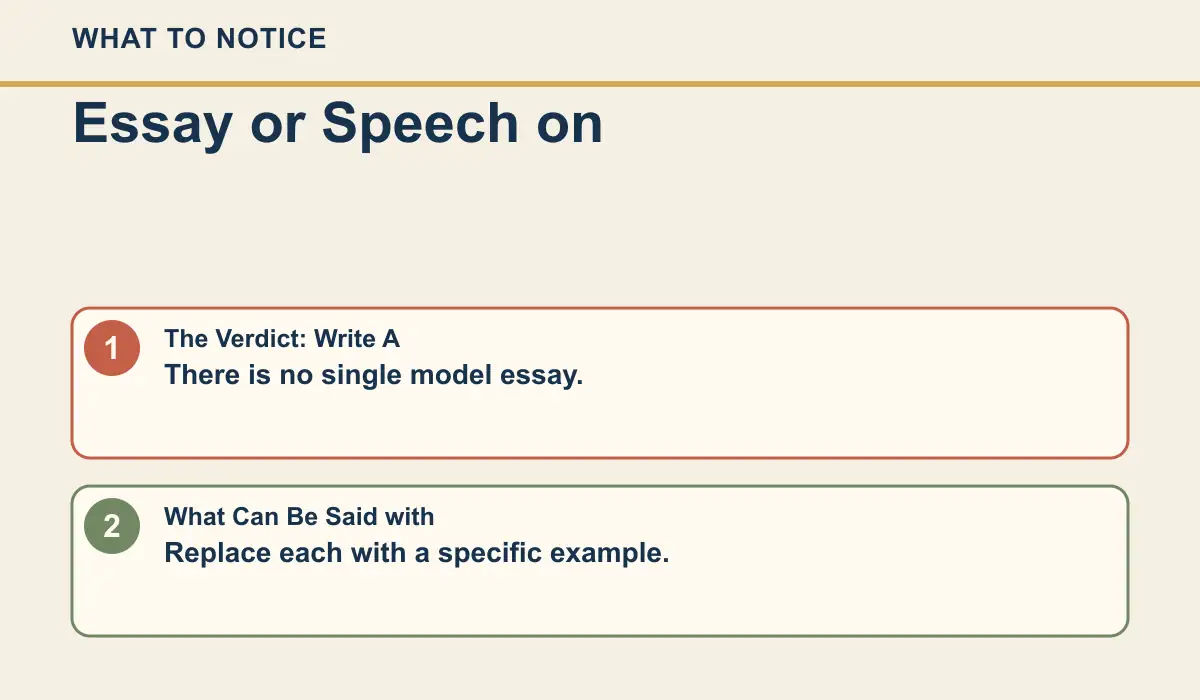 WHAT TO NOTICE
Essay or Speech on
1
The Verdict: Write A
There is no single model essay.
2
What Can Be Said with
Replace each with a specific example.